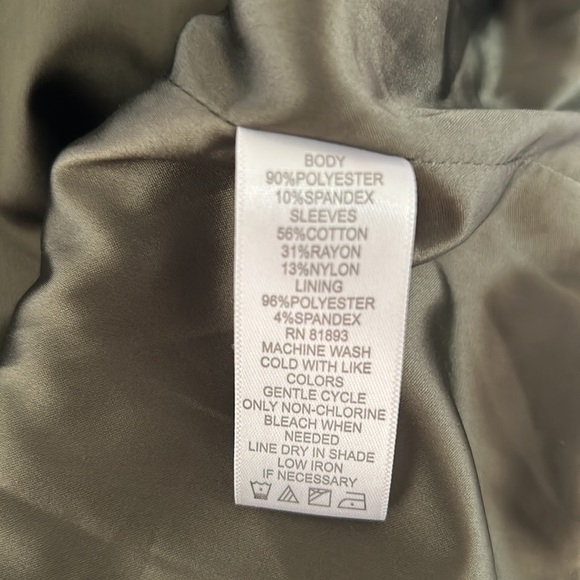 BODY
90%POLYESTER
10%SPANDEX
SLEEVES
56%COTTON
31%RAYON
13%NYLON
LINING
96%POLYESTER
4%SPANDEX
RN 81893
MACHINE WASH
COLD WITH LIKE
COLORS
GENTLE CYCLE
ONLY NON-CHLORINE
BLEACH WHEN
NEEDED
LINE DRY IN SHADE
LOW IRON
IF NECESSARY